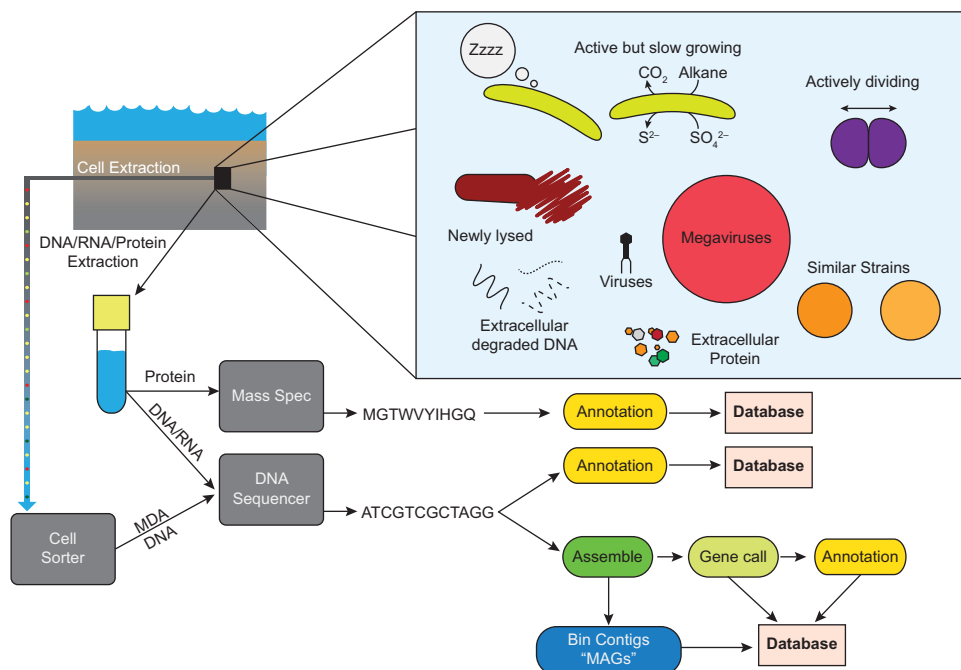 Zzzz
Active but slow growing
CO2 Alkane
S2– SO42–
Actively dividing
Cell Extraction
Newly lysed
Megaviruses
Viruses
Similar Strains
Extracellular
degraded DNA
Extracellular
Protein
DNA/RNA/Protein
Extraction
Protein
Mass Spec
MGTWVYIHGQ
Annotation
Database
DNA/RNA
DNA
Sequencer
ATCGTCGCTAGG
Annotation
Database
MDA
DNA
Cell
Sorter
Assemble
Gene call
Annotation
Bin Contigs
“MAGs”
Database